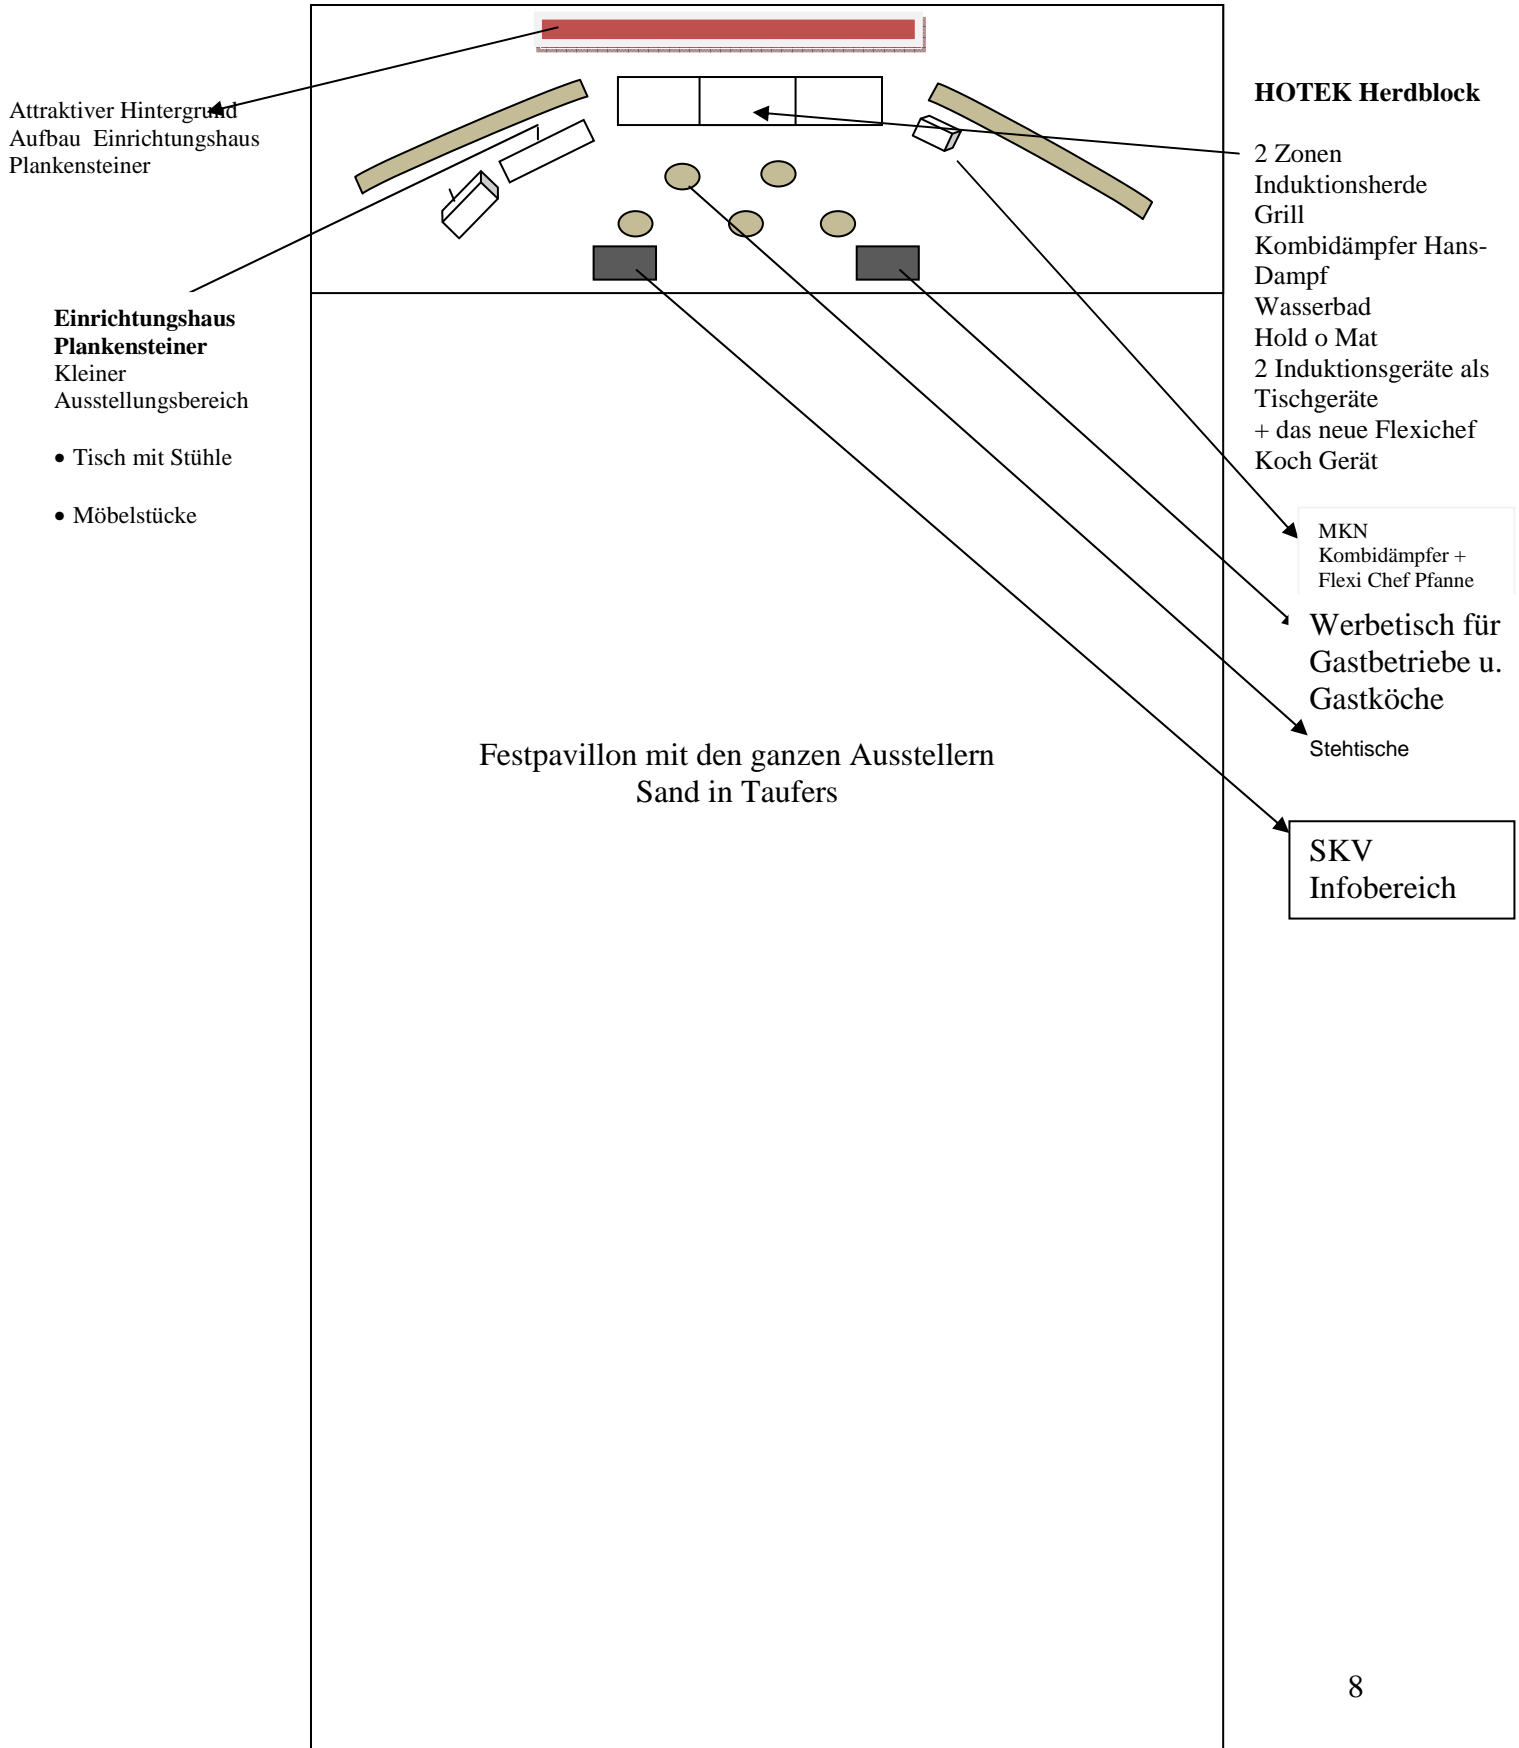 Attraktiver Hintergrund
Aufbau  Einrichtungshaus
Plankensteiner
Einrichtungshaus
Plankensteiner
Kleiner
Ausstellungsbereich
• Tisch mit Stühle
• Möbelstücke
HOTEK Herdblock
2 Zonen
Induktionsherde
Grill
Kombidämpfer Hans-
Dampf
Wasserbad
Hold o Mat
2 Induktionsgeräte als
Tischgeräte
+ das neue Flexichef
Koch Gerät
MKN
Kombidämpfer +
Flexi Chef Pfanne
Werbetisch für
Gastbetriebe u.
Gastköche
Stehtische
Festpavillon mit den ganzen Ausstellern
Sand in Taufers
SKV
Infobereich
8